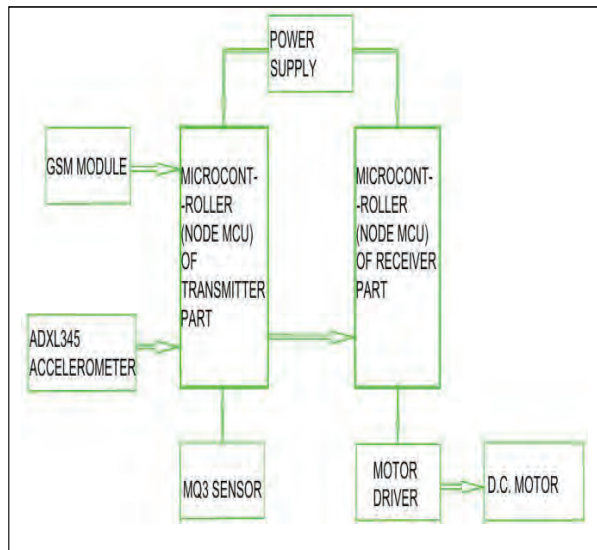 POWER
SUPPLY
GSM MODULE
MICROCONT-
-ROLLER
(NODE MCU)
OF
TRANSMITTER
PART
MICROCONT-
-ROLLER
(NODE MCU)
OF RECEIVER
PART
ADXL345
ACCELEROMETER
MQ3 SENSOR
MOTOR
DRIVER
D.C. MOTOR